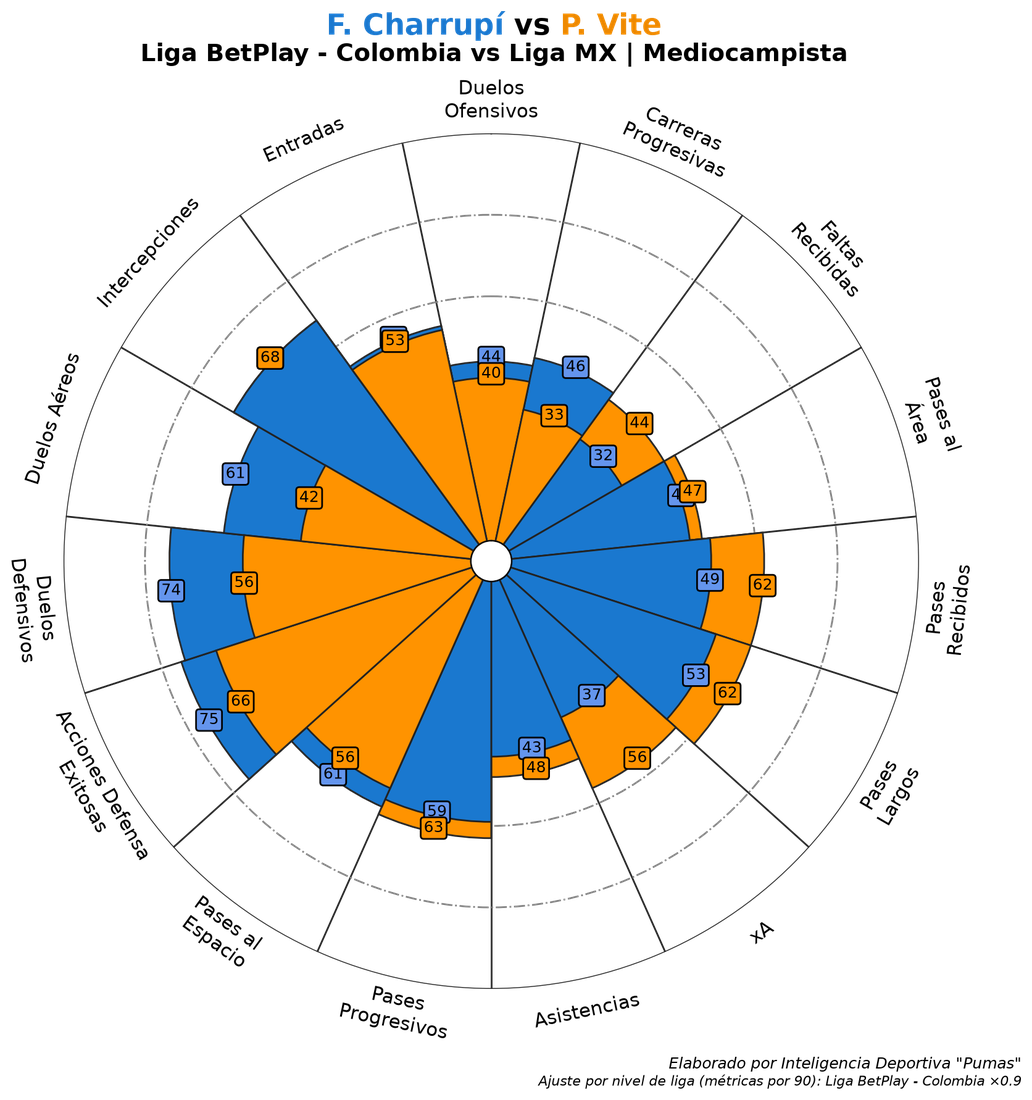 F. Charrupí vs P. Vite
Liga BetPlay - Colombia vs Liga MX | Mediocampista
Duelos
Ofensivos
Carreras
Progresivas
Faltas
Recibidas
Pases al
Área
Pases
Recibidos
Pases
Largos
xA
Asistencias
Pases
Progresivos
Pases al
Espacio
Acciones Defensa
Exitosas
Duelos
Defensivos
Duelos Aéreos
Intercepciones
Entradas
44
40
46
33
44
32
47
49
62
53
62
37
56
43
48
59
63
56
61
66
75
56
74
42
61
68
53
Elaborado por Inteligencia Deportiva "Pumas"
Ajuste por nivel de liga (métricas por 90): Liga BetPlay - Colombia ×0.9